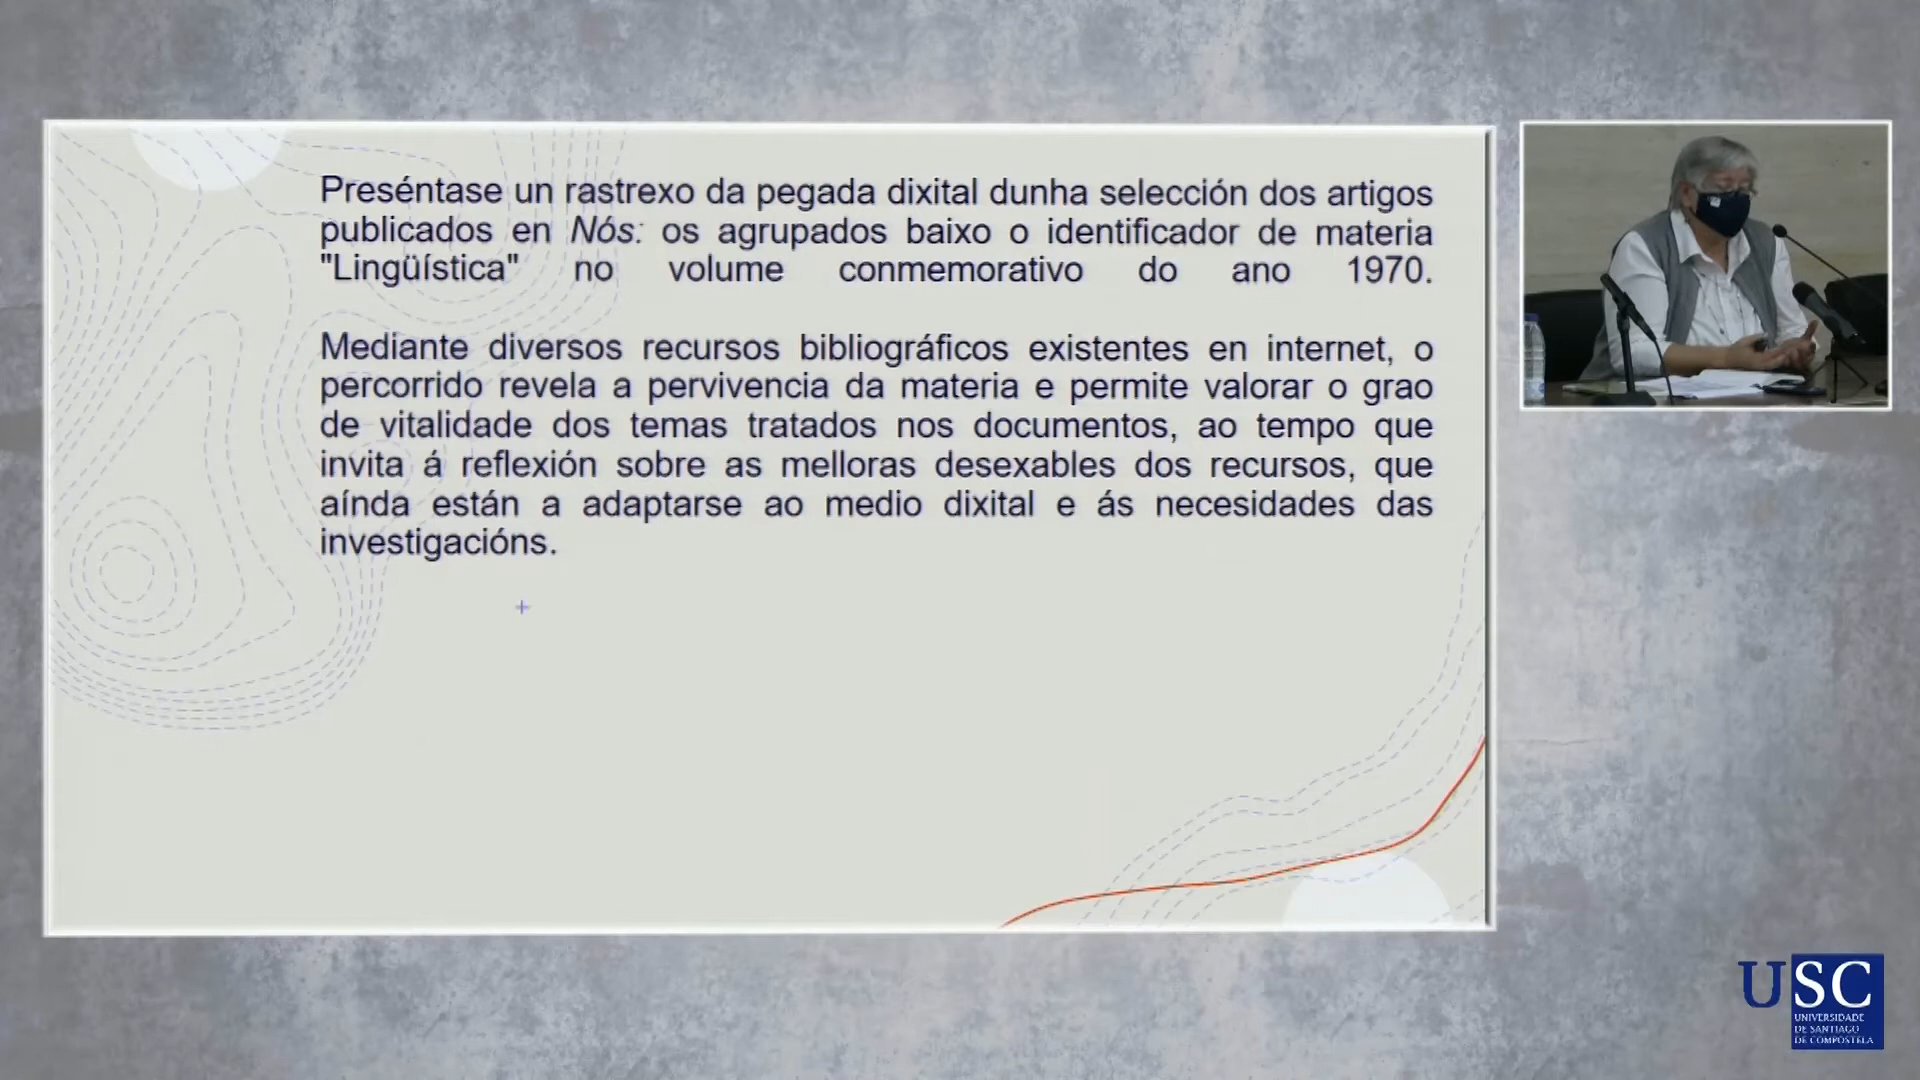 Preséntase un rastrexo da pegada dixital dunha selección dos artigos
publicados en Nós: os agrupados baixo o identificador de materia
"Lingüística" no volume conmemorativo do ano 1970.
Mediante diversos recursos bibliográficos existentes en internet, o
percorrido revela a pervivencia da materia e permite valorar o grao
de vitalidade dos temas tratados nos documentos, ao tempo que
invita á reflexión sobre as melloras desexables dos recursos, que
aínda están a adaptarse ao medio dixital e ás necesidades das
investigacións.
USC
UNIVERSIDADE
DE SANTIAGO
DE COMPOSTELA